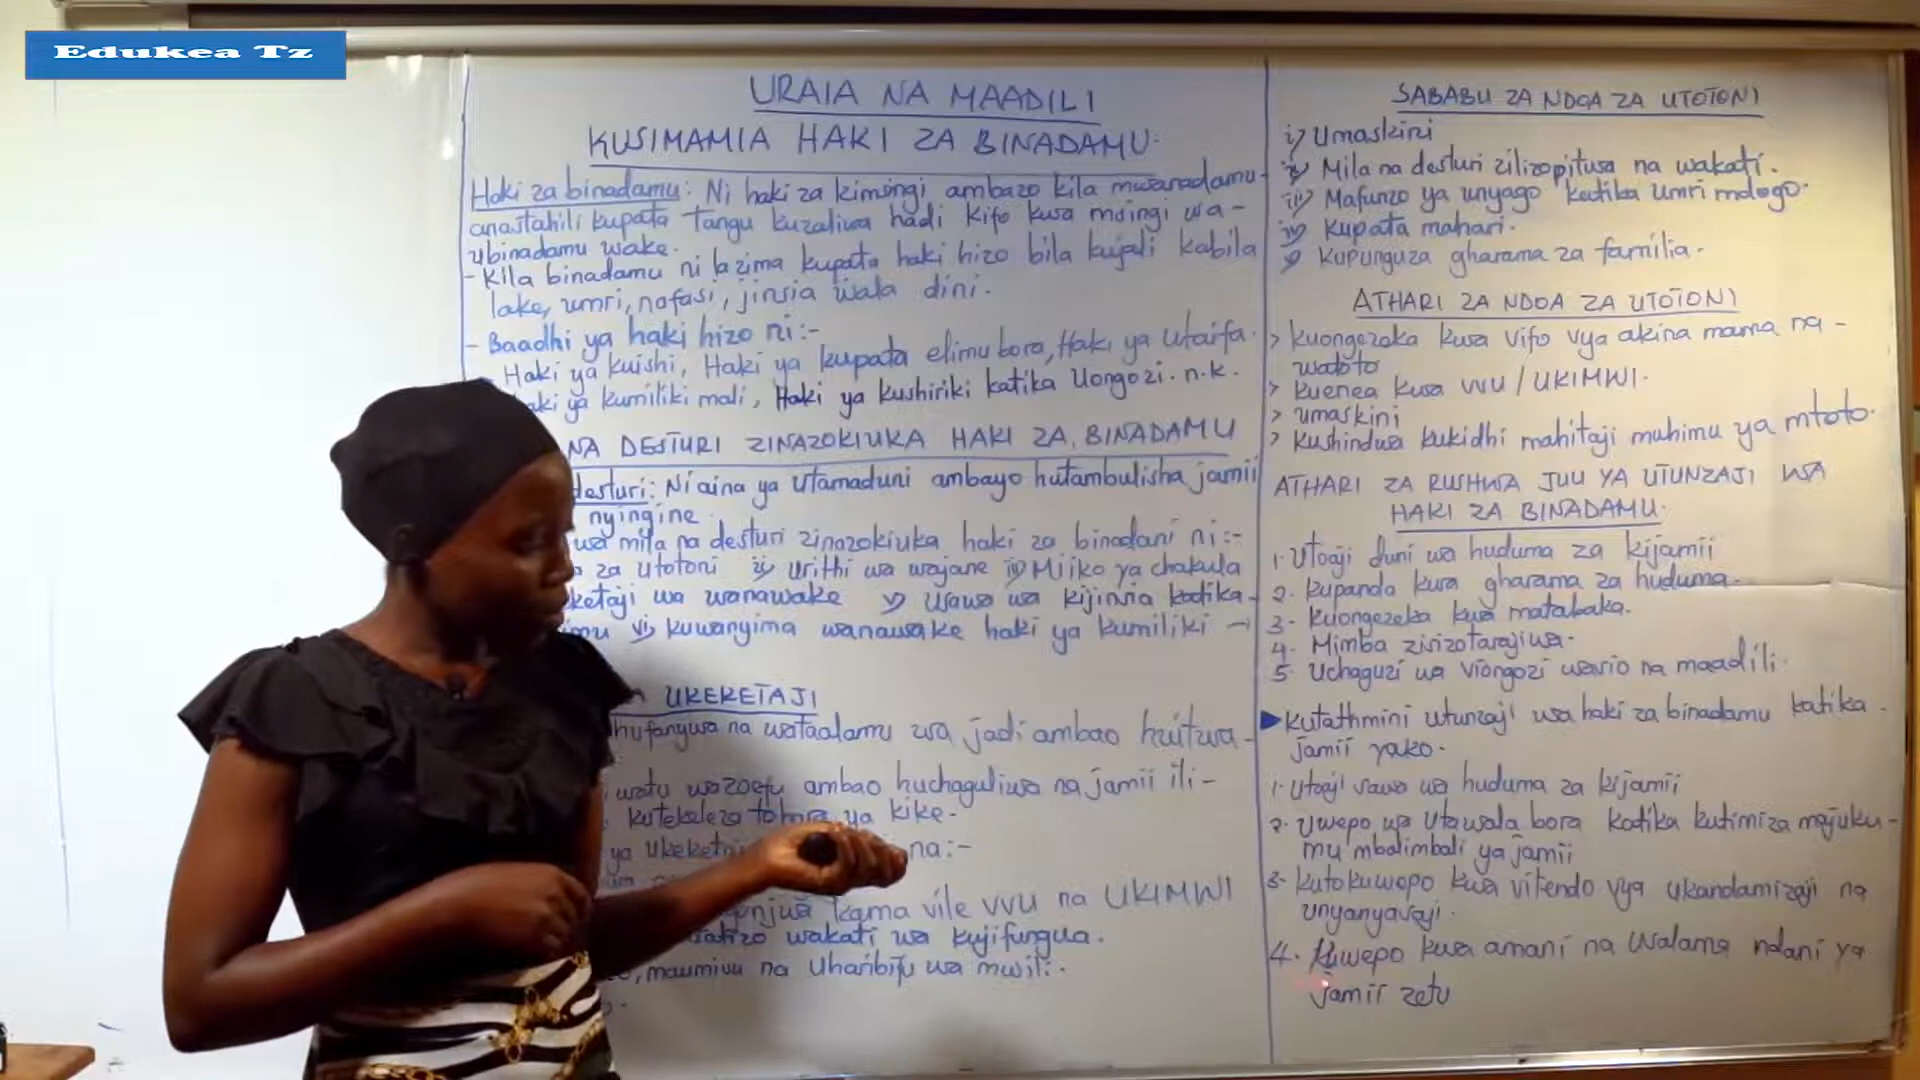 Edukea Tz
URAIA NA MAADILI
KUSIMAMIA HAKI ZA BINADAMU.
Haki za binadamu: Ni haki za kimsingi ambazo kila mwanadamu
anastahili kupata tangu kuzaliwa hadi kifo kwa msingi wa -
ubinadamu wake.
- Kila binadamu ni lazima kupata haki hizo bila kujali kabila
lake, umri, nafasi, jinsia wala dini.
- Baadhi ya haki hizo ni:-
Haki ya kuishi, Haki ya kupata elimu bora, Haki ya Utaifa.
aki ya kumiliki mali, Haki ya kushiriki katika Uongozi. n.k.
NA DESTURI ZINAZOKIUKA HAKI ZA BINADAMU
desturi: Ni aina ya utamaduni ambayo hutambulisha jamii
nyingine
wa mila na desturi zinazokiuka haki za binadani ni:-
za utotoni ii) Urithi wa wajane iii) Miiko ya chakula
ketaji wa wanawake v) Usawa wa kijinsia katika -
imu vi) kuwanyima wanawake haki ya kumiliki →
UKEKETAJI
hufanywa na wataalamu wa jadi ambao huitwa -
watu wazoefu ambao huchaguliwa na jamii ili -
kutekeleza tohara ya kike.
ya ukeketaji na:-
kama vile VVU na UKIMWI
wakati wa kujifungua.
, maumivu na Uharibifu wa mwili.
SABABU ZA NDOA ZA UTOTONI
i) Umaskini
ii) Mila na desturi zilizopitwa na wakati.
iii) Mafunzo ya unyago katika umri mdogo.
iv) Kupata mahari.
v) Kupunguza gharama za familia.
ATHARI ZA NDOA ZA UTOTONI
> kuongezeka kwa vifo vya akina mama na -
watoto
> kuenea kwa VVU / UKIMWI.
> umaskini
> kushindwa kukidhi mahitaji muhimu ya mtoto.
ATHARI ZA RUSHWA JUU YA UTUNZAJI WA
HAKI ZA BINADAMU.
1. Utoaji duni wa huduma za kijamii
2. kupanda kwa gharama za huduma.
3. kuongezeka kwa matabaka.
4. Mimba zisizotarajiwa.
5. Uchaguzi wa viongozi wasio na maadili.
▶ kutathmini utunzaji wa haki za binadamu katika -
jamii yako.
1. Utoaji sawa wa huduma za kijamii
2. Uwepo wa Utawala bora katika kutimiza majuku -
mu mbalimbali ya jamii
3. kutokuwepo kwa vitendo vya ukandamizaji na
unyanyasaji.
4. Kuwepo kwa amani na Usalama ndani ya
jamii zetu